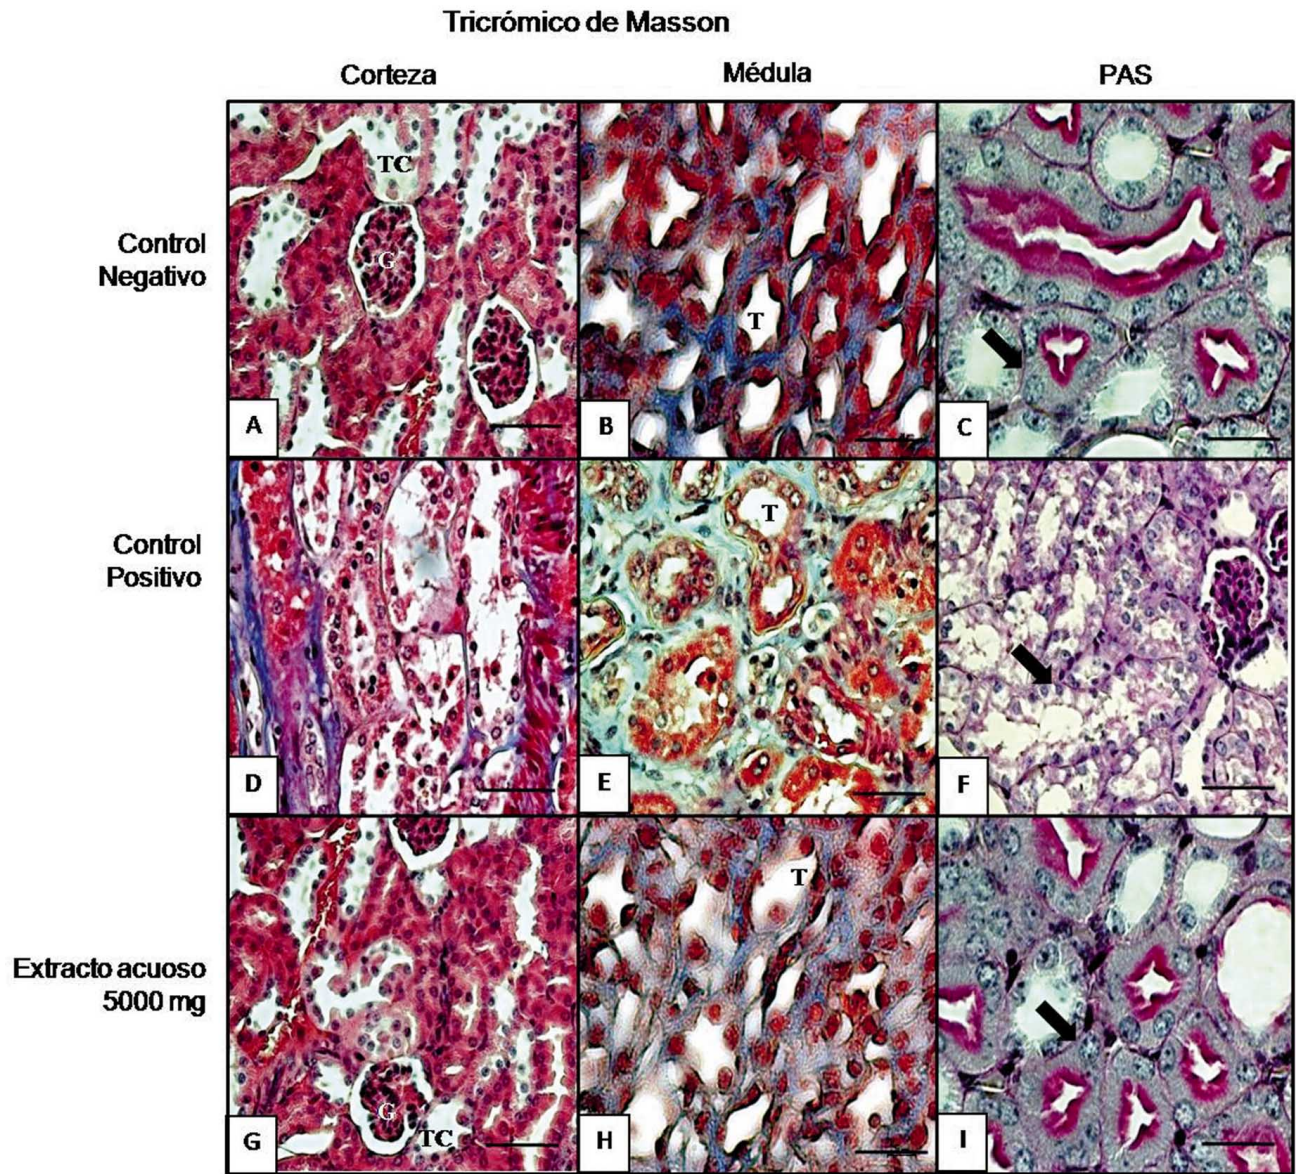 Tricrómico de Masson
Corteza
Médula
PAS
Control
Negativo
TC
G
A
T
B
C
Control
Positivo
D
T
E
F
Extracto acuoso
5000 mg
G
TC
G
T
H
I